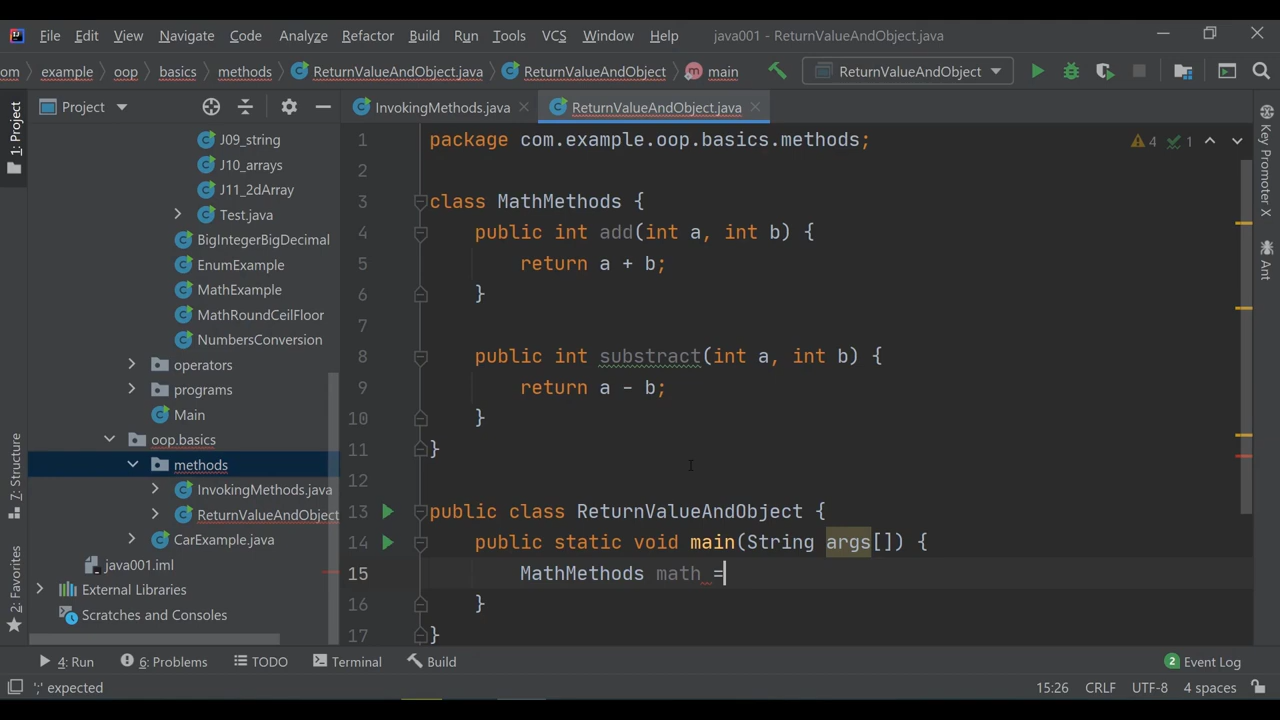 File Edit View Navigate Code Analyze Refactor Build Run Tools VCS Window Help java001 - ReturnValueAndObject.java
om example oop basics methods ReturnValueAndObject.java ReturnValueAndObject main ReturnValueAndObject
1: Project
7: Structure
2: Favorites
Project
J09_string
J10_arrays
J11_2dArray
Test.java
BigIntegerBigDecimal
EnumExample
MathExample
MathRoundCeilFloor
NumbersConversion
operators
programs
Main
oop.basics
methods
InvokingMethods.java
ReturnValueAndObject
CarExample.java
java001.iml
External Libraries
Scratches and Consoles
InvokingMethods.java ReturnValueAndObject.java
4 1
1 package com.example.oop.basics.methods;
2
3 class MathMethods {
4 public int add(int a, int b) {
5 return a + b;
6 }
7
8 public int substract(int a, int b) {
9 return a - b;
10 }
11 }
12
13 public class ReturnValueAndObject {
14 public static void main(String args[]) {
15 MathMethods math =
16 }
17 }
Key Promoter X
Ant
4: Run 6: Problems TODO Terminal Build 2 Event Log
';' expected 15:26 CRLF UTF-8 4 spaces